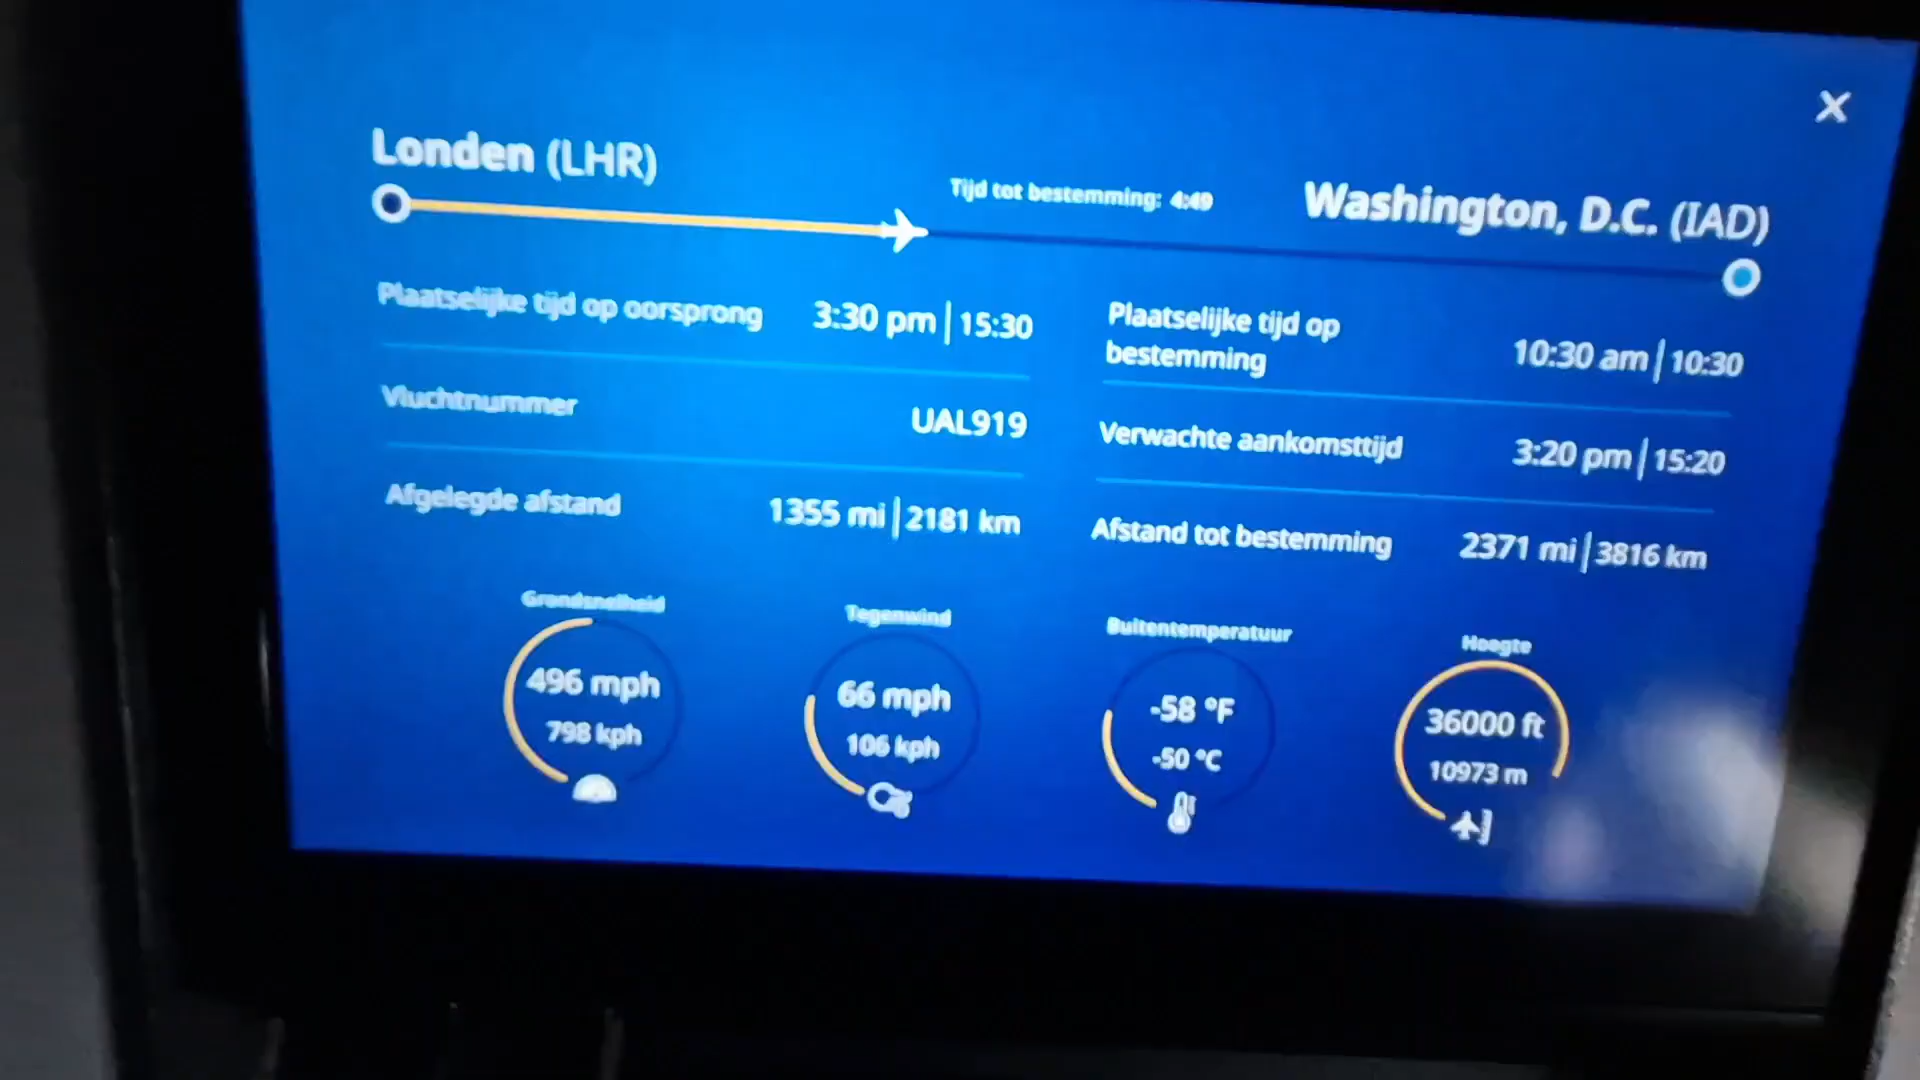 Londen (LHR)
Tijd tot bestemming: 4:49
Washington, D.C. (IAD)
Plaatselijke tijd op oorsprong 3:30 pm | 15:30
Plaatselijke tijd op
bestemming
10:30 am | 10:30
Vluchtnummer UAL919
Verwachte aankomsttijd 3:20 pm | 15:20
Afgelegde afstand 1355 mi | 2181 km
Afstand tot bestemming 2371 mi | 3816 km
Grondsnelheid
496 mph
798 kph
Tegenwind
66 mph
106 kph
Buitentemperatuur
-58 °F
-50 °C
Hoogte
36000 ft
10973 m